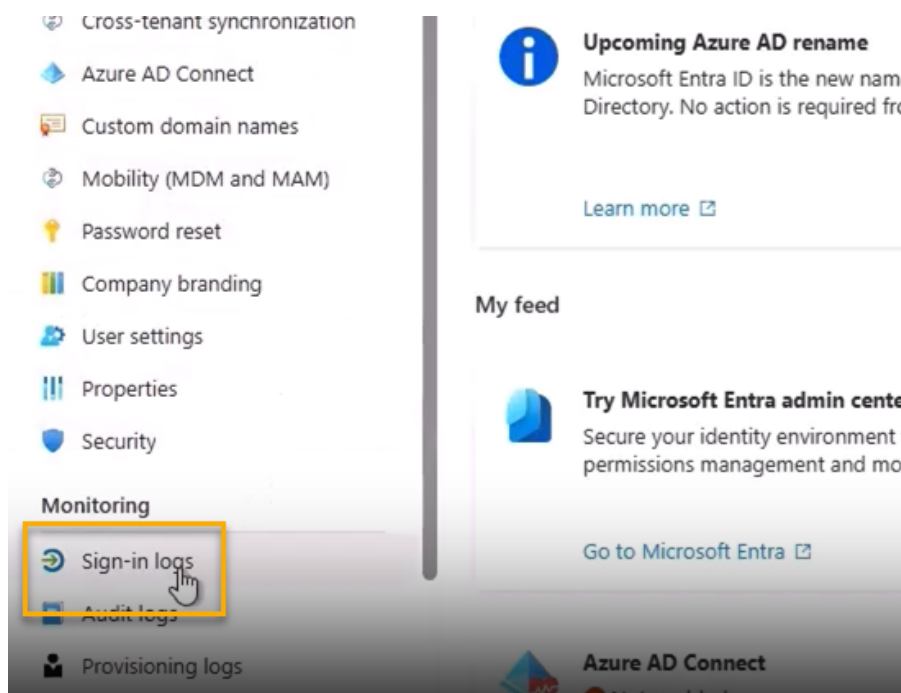 Cross-tenant synchronization
Azure AD Connect
Custom domain names
Mobility (MDM and MAM)
Password reset
Company branding
User settings
Properties
Security
Monitoring
Sign-in logs
Audit logs
Provisioning logs
Upcoming Azure AD rename
Microsoft Entra ID is the new nam
Directory. No action is required fro
Learn more
My feed
Try Microsoft Entra admin cente
Secure your identity environment
permissions management and mo
Go to Microsoft Entra
Azure AD Connect